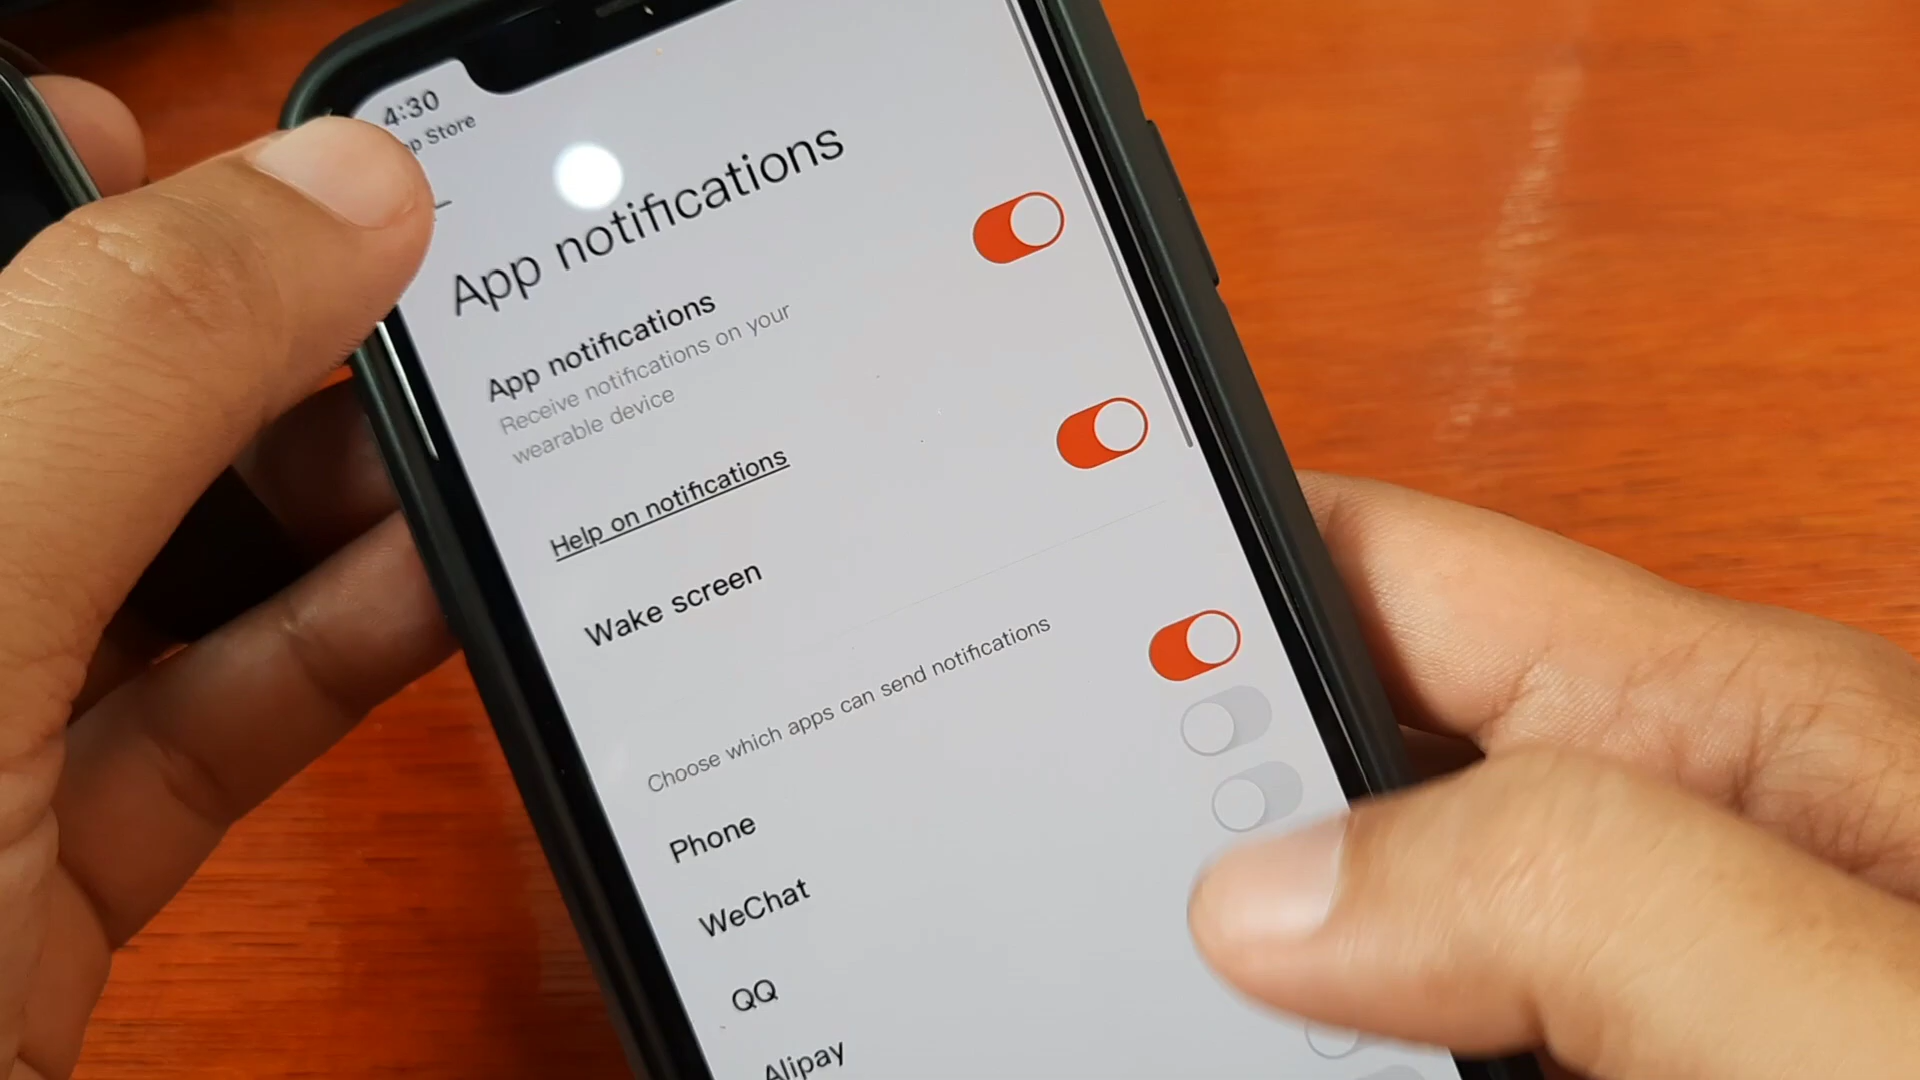 4:30
App notifications
App notifications
Receive notifications on your
wearable device
Help on notifications
Wake screen
Choose which apps can send notifications
Phone
WeChat
QQ
Alipay